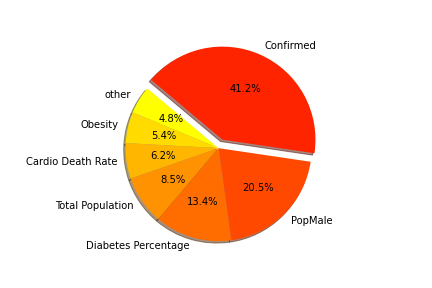 Confirmed
41.2%
other
4.8%
Obesity
5.4%
Cardio Death Rate
6.2%
Total Population
8.5%
Diabetes Percentage
13.4%
PopMale
20.5%